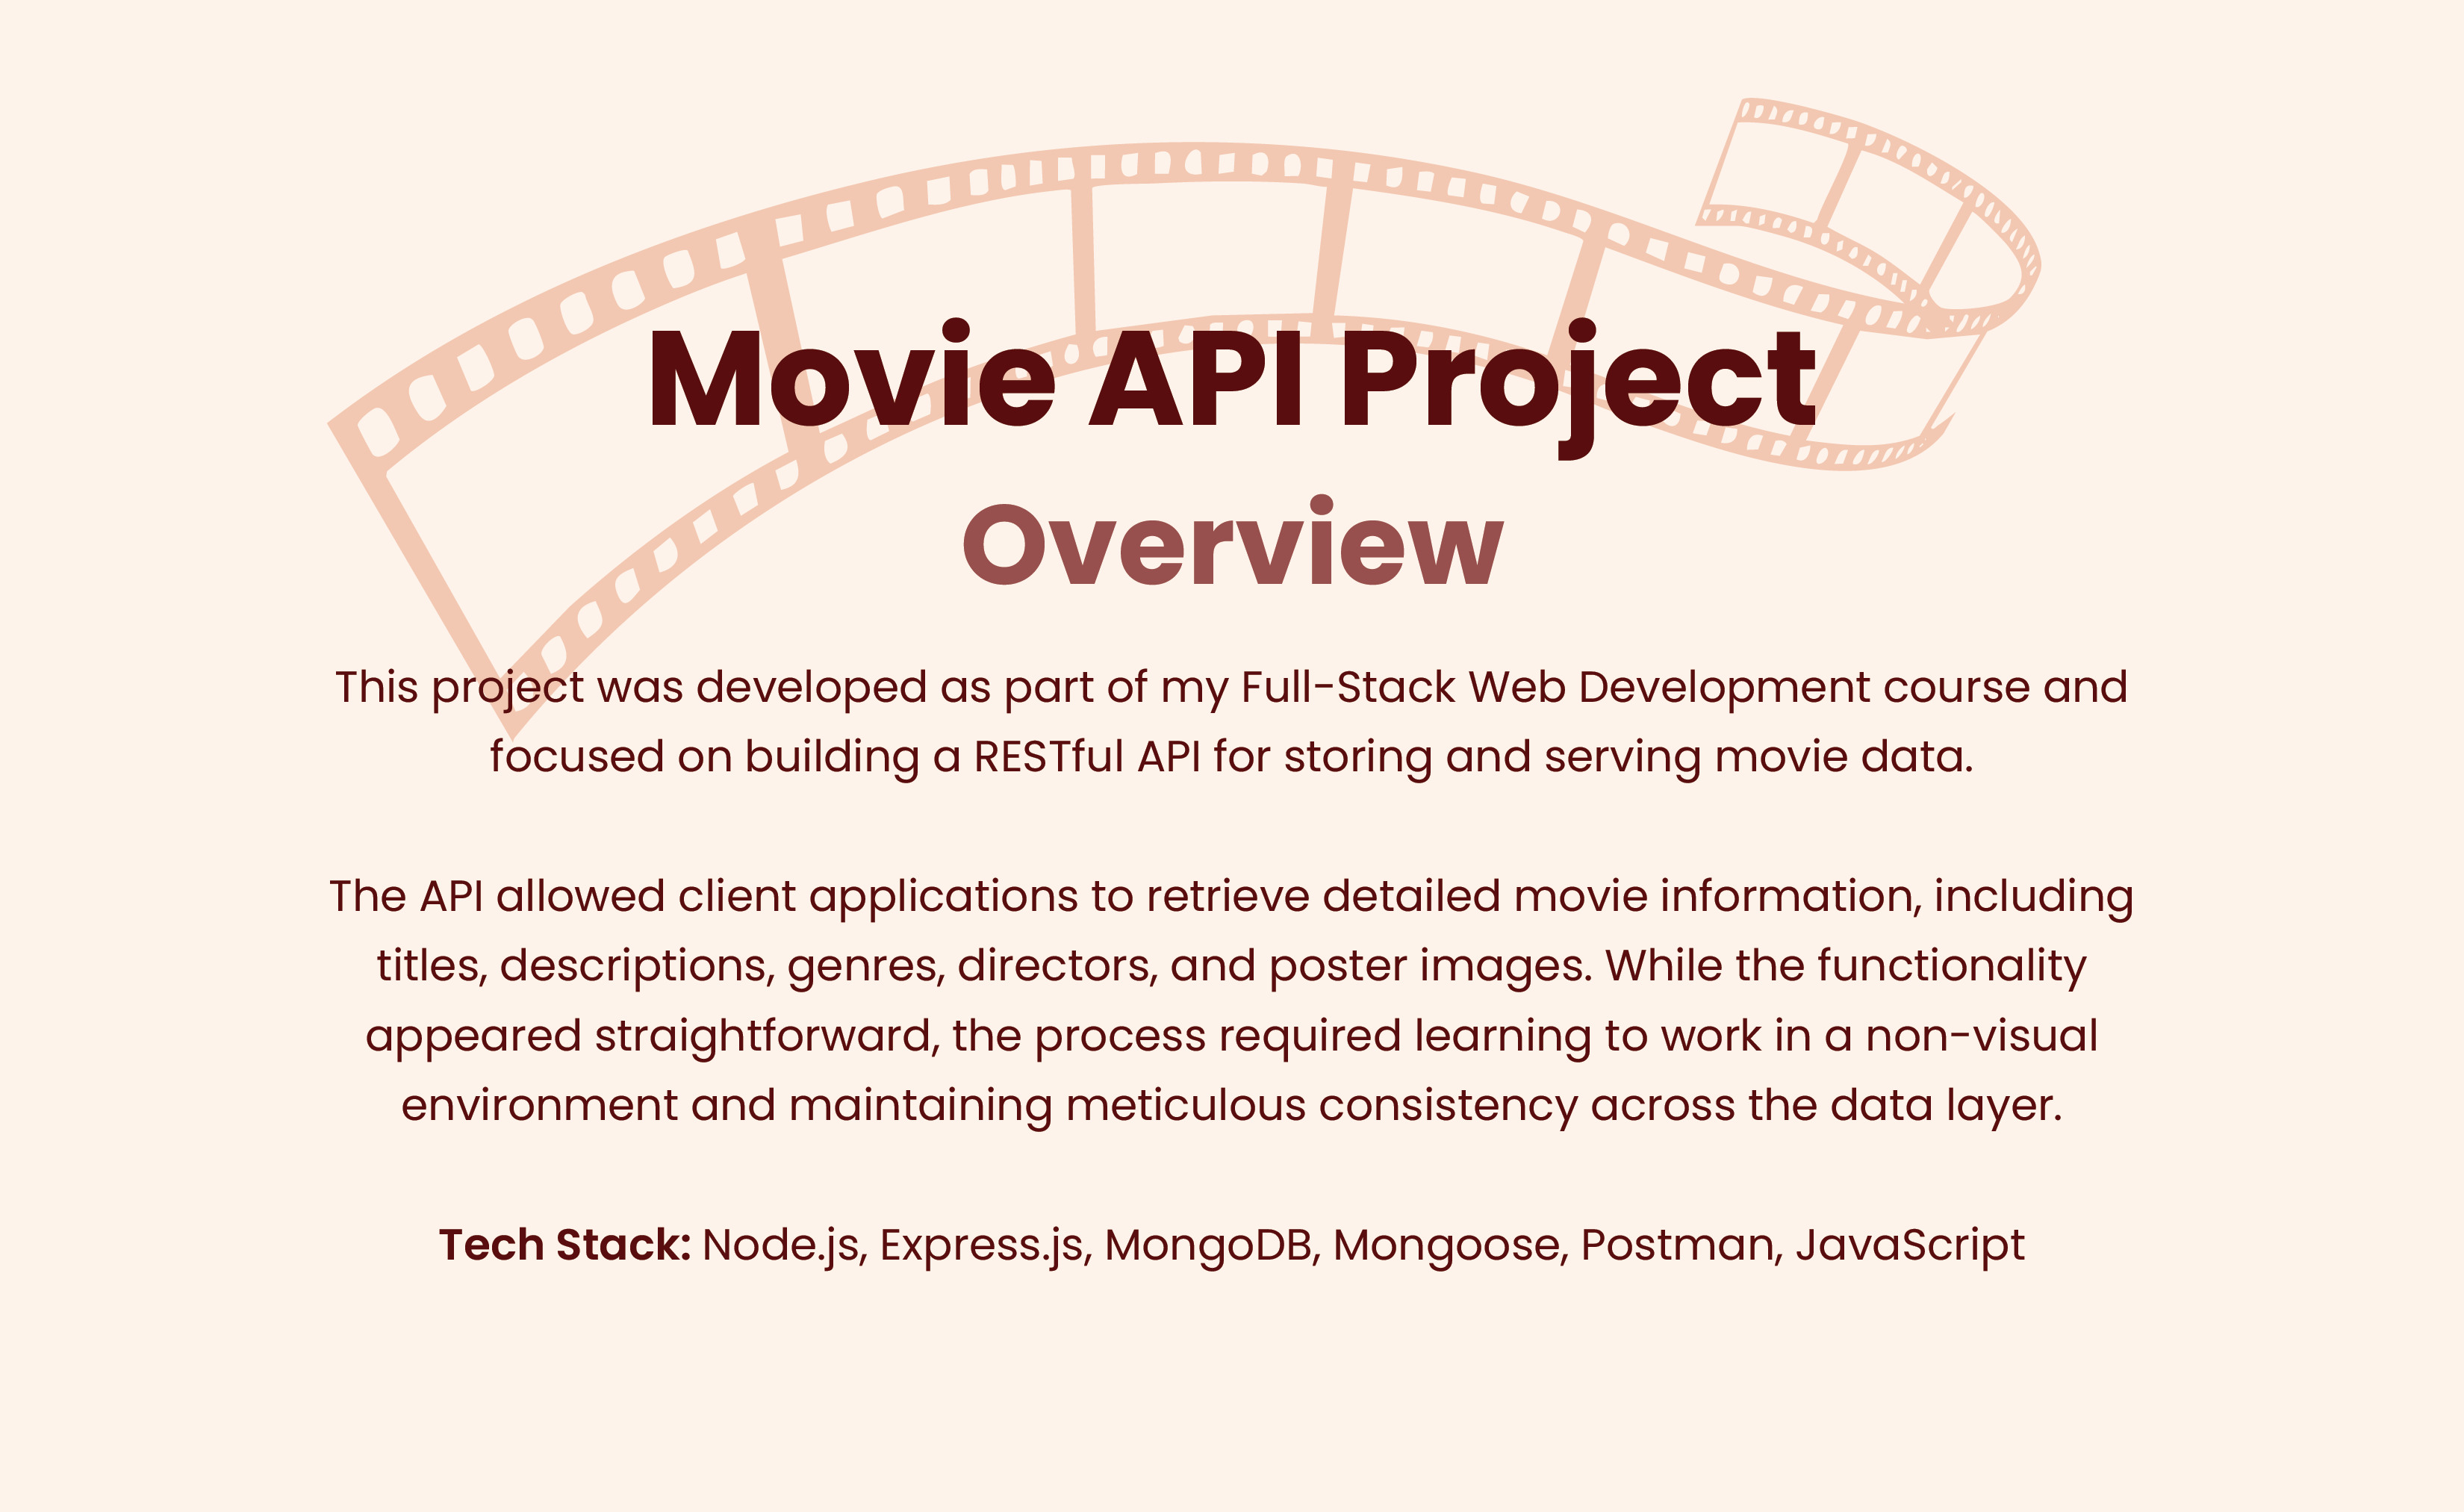 Movie API Project
Overview
This project was developed as part of my Full-Stack Web Development course and
focused on building a RESTful API for storing and serving movie data.
The API allowed client applications to retrieve detailed movie information, including
titles, descriptions, genres, directors, and poster images. While the functionality
appeared straightforward, the process required learning to work in a non-visual
environment and maintaining meticulous consistency across the data layer.
Tech Stack: Node.js, Express.js, MongoDB, Mongoose, Postman, JavaScript